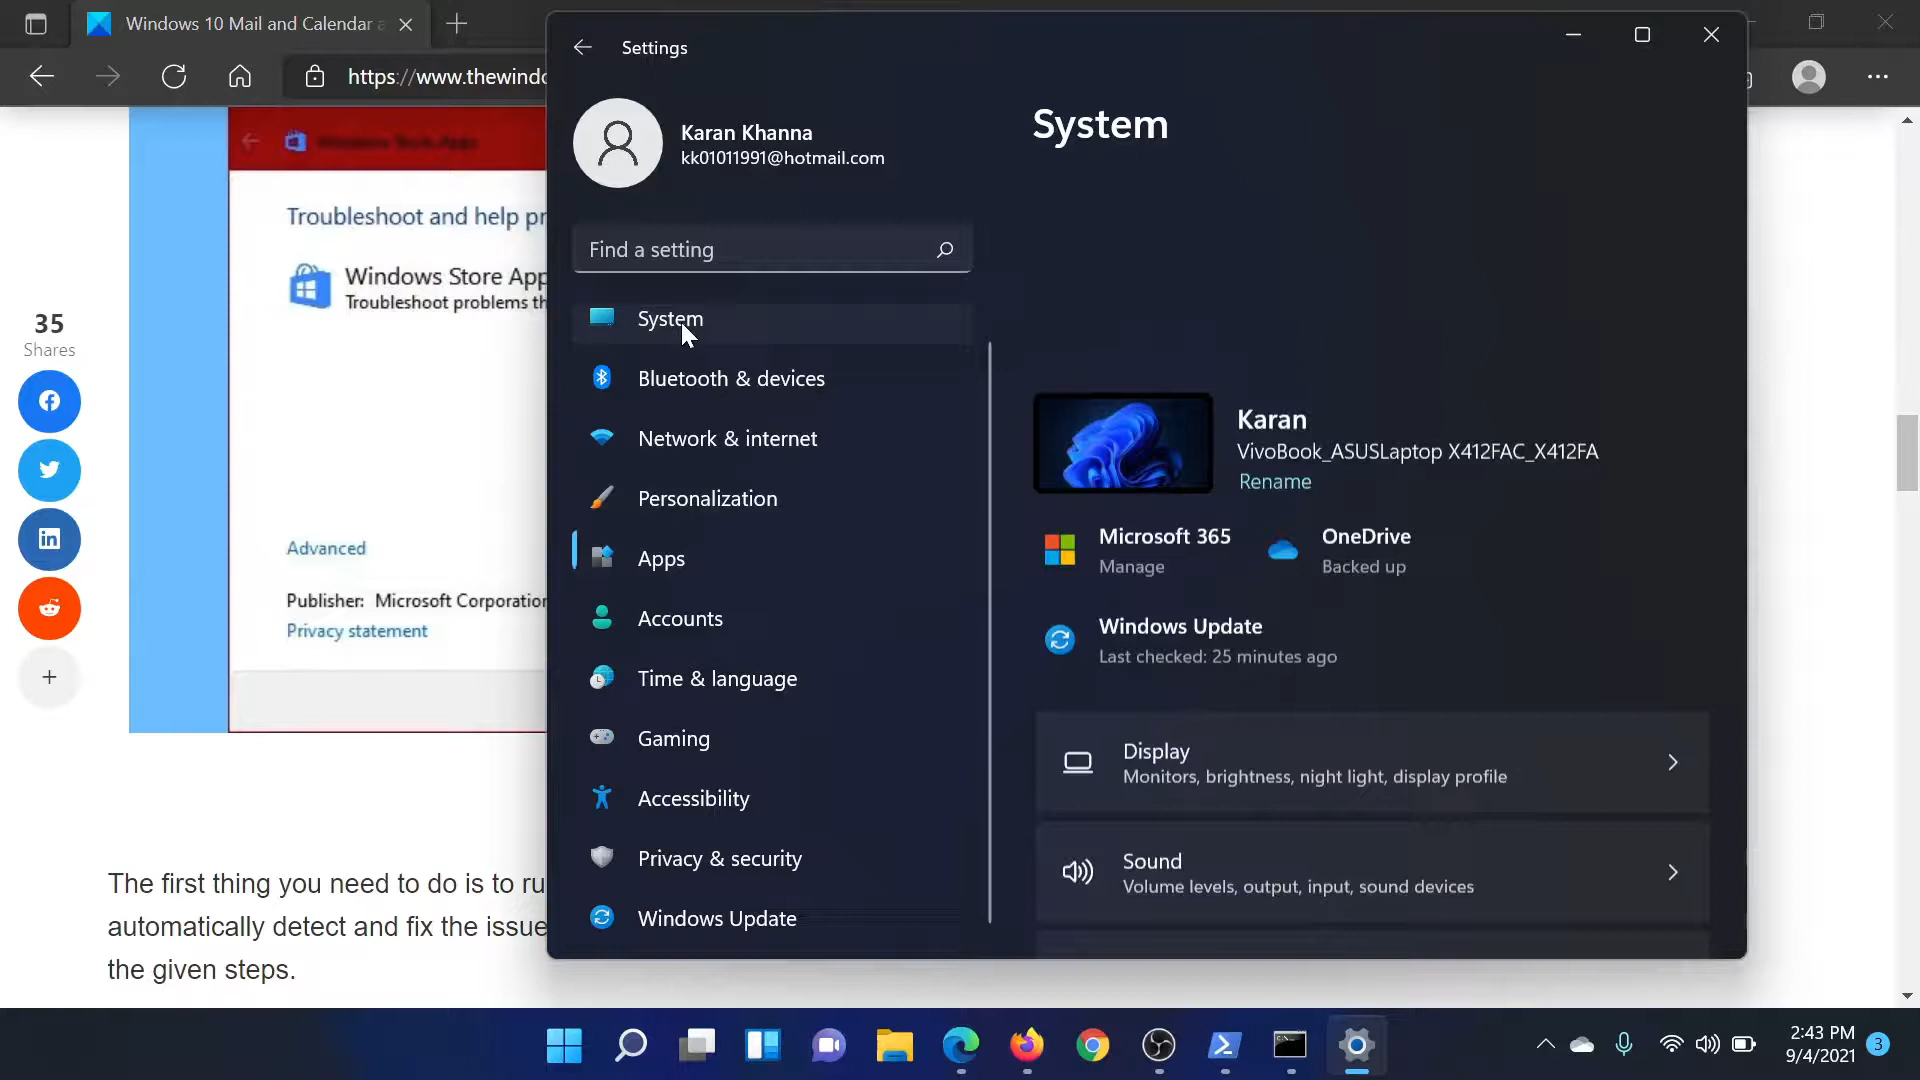 Windows 10 Mail and Calendar
https://www.thewindo
35
Shares
Troubleshoot and help pr
Windows Store App
Troubleshoot problems th
Advanced
Publisher: Microsoft Corporation
Privacy statement
The first thing you need to do is to ru
automatically detect and fix the issue
the given steps.
Settings
Karan Khanna
kk01011991@hotmail.com
Find a setting
System
Bluetooth & devices
Network & internet
Personalization
Apps
Accounts
Time & language
Gaming
Accessibility
Privacy & security
Windows Update
System
Karan
VivoBook_ASUSLaptop X412FAC_X412FA
Rename
Microsoft 365
Manage
OneDrive
Backed up
Windows Update
Last checked: 25 minutes ago
Display
Monitors, brightness, night light, display profile
Sound
Volume levels, output, input, sound devices
2:43 PM
9/4/2021
3